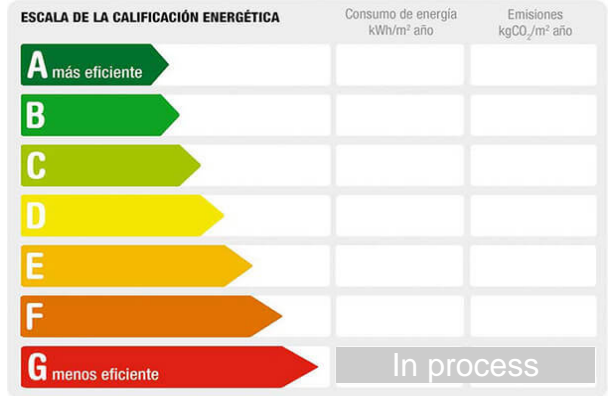 ESCALA DE LA CALIFICACIÓN ENERGÉTICA
Consumo de energía
kWh/m² año
Emisiones
kgCO₂/m² año
A más eficiente
B
C
D
E
F
G menos eficiente
In process